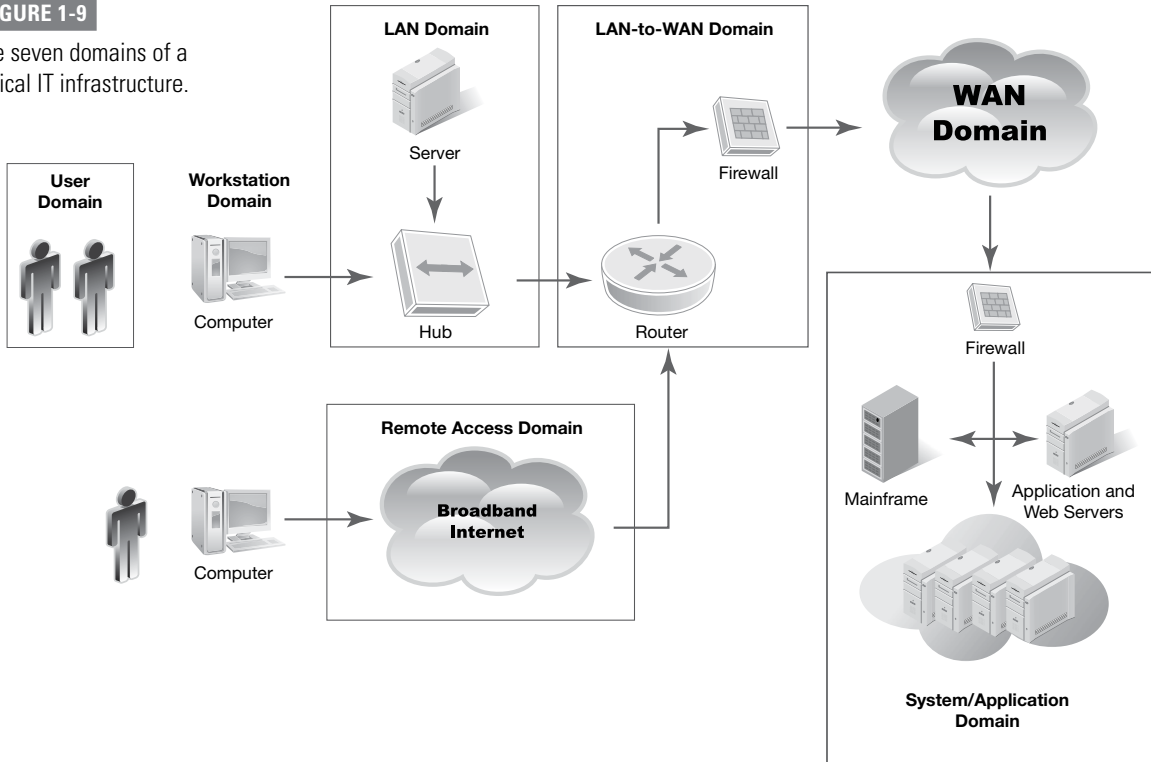 GURE 1-9
e seven domains of a
ical IT infrastructure.
LAN Domain
LAN-to-WAN Domain
WAN
Domain
Server
Firewall
User
Domain
Workstation
Domain
Computer
Hub
Router
Firewall
Remote Access Domain
Broadband
Internet
Computer
Mainframe
Application and
Web Servers
System/Application
Domain